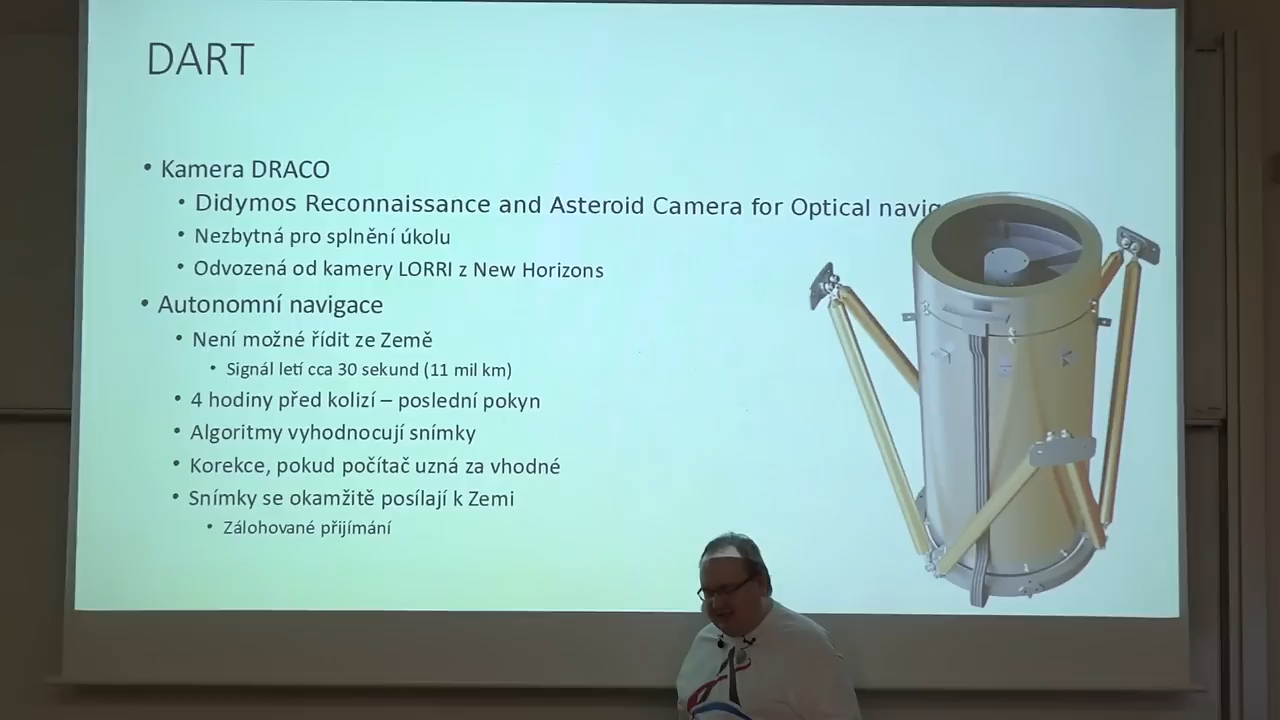 DART
• Kamera DRACO
• Didymos Reconnaissance and Asteroid Camera for Optical navig
• Nezbytná pro splnění úkolu
• Odvozená od kamery LORRI z New Horizons
• Autonomní navigace
• Není možné řídit ze Země
• Signál letí cca 30 sekund (11 mil km)
• 4 hodiny před kolizí – poslední pokyn
• Algoritmy vyhodnocují snímky
• Korekce, pokud počítač uzná za vhodné
• Snímky se okamžitě posílají k Zemi
• Zálohované přijímání